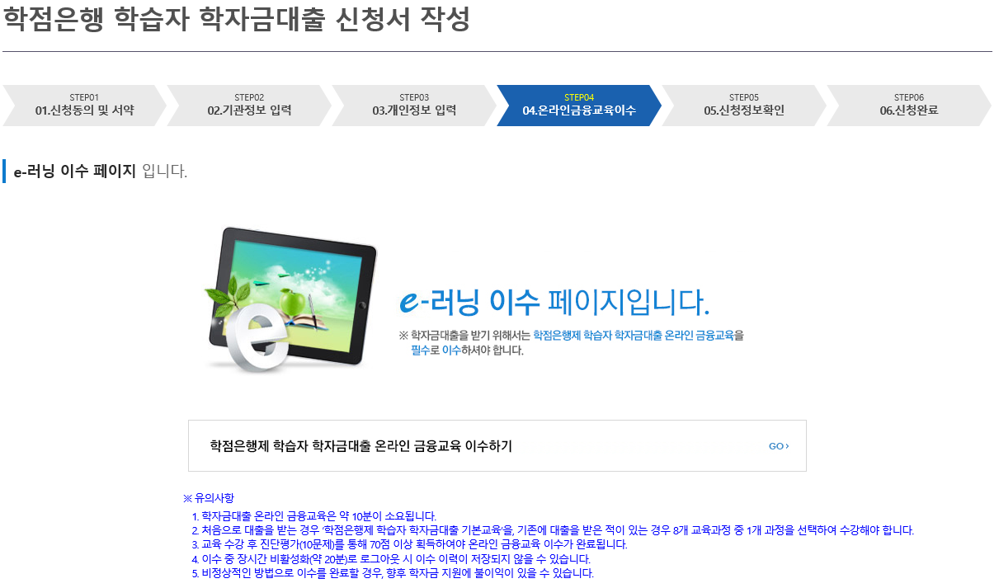 학점은행 학습자 학자금대출 신청서 작성
STEP01
01.신청동의 및 서약
STEP02
02.기관정보 입력
STEP03
03.개인정보 입력
STEP04
04.온라인금융교육이수
STEP05
05.신청정보확인
STEP06
06.신청완료
e-러닝 이수 페이지 입니다.
e
e-러닝 이수 페이지입니다.
※ 학자금대출을 받기 위해서는 학점은행제 학습자 학자금대출 온라인 금융교육을
필수로 이수하셔야 합니다.
학점은행제 학습자 학자금대출 온라인 금융교육 이수하기
GO ›
※ 유의사항
1. 학자금대출 온라인 금융교육은 약 10분이 소요됩니다.
2. 처음으로 대출을 받는 경우 '학점은행제 학습자 학자금대출 기본교육'을, 기존에 대출을 받은 적이 있는 경우 8개 교육과정 중 1개 과정을 선택하여 수강해야 합니다.
3. 교육 수강 후 진단평가(10문제)를 통해 70점 이상 획득하여야 온라인 금융교육 이수가 완료됩니다.
4. 이수 중 장시간 비활성화(약 20분)로 로그아웃 시 이수 이력이 저장되지 않을 수 있습니다.
5. 비정상적인 방법으로 이수를 완료할 경우, 향후 학자금 지원에 불이익이 있을 수 있습니다.